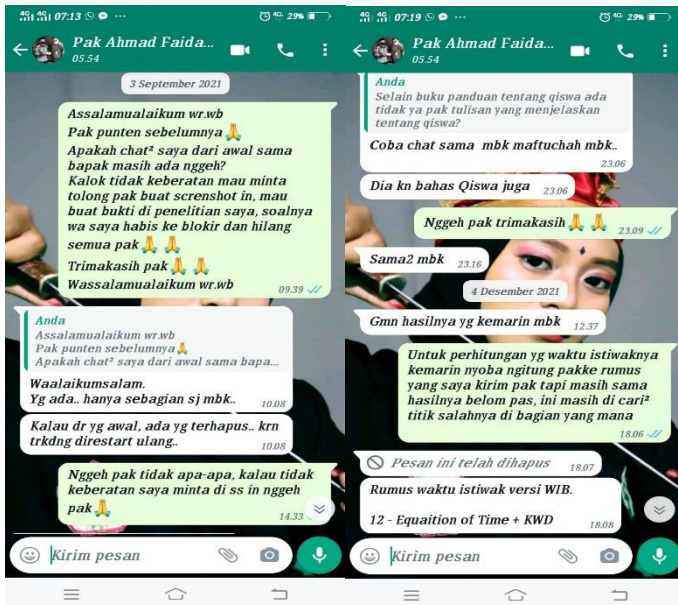 4G 4G 07:13 ... 4G 29%
Pak Ahmad Faida...
05.54
3 September 2021
Assalamualaikum wr.wb
Pak punten sebelumnya🙏
Apakah chat² saya dari awal sama
bapak masih ada nggeh?
Kalok tidak keberatan mau minta
tolong pak buat screnshot in, mau
buat bukti di penelitian saya, soalnya
wa saya habis ke blokir dan hilang
semua pak🙏 🙏
Trimakasih pak🙏 🙏
Wassalamualaikum wr.wb
09.39
Anda
Assalamualaikum wr.wb
Pak punten sebelumnya🙏
Apakah chat² saya dari awal sama bapa...
Waalaikumsalam.
Yg ada.. hanya sebagian sj mbk..
10.08
Kalau dr yg awal, ada yg terhapus.. krn
trkdng direstart ulang..
10.08
Nggeh pak tidak apa-apa, kalau tidak
keberatan saya minta di ss in nggeh
pak🙏
14.33
Kirim pesan
4G 4G 07:19 ... 4G 29%
Pak Ahmad Faida...
05.54
Anda
Selain buku panduan tentang qiswa ada
tidak ya pak tulisan yang menjelaskan
tentang qiswa?
Coba chat sama mbk maftuchah mbk..
23.06
Dia kn bahas Qiswa juga 23.06
Nggeh pak trimakasih🙏 🙏 23.09
Sama2 mbk 23.16
4 Desember 2021
Gmn hasilnya yg kemarin mbk 12.37
Untuk perhitungan yg waktu istiwaknya
kemarin nyoba ngitung pakke rumus
yang saya kirim pak tapi masih sama
hasilnya belom pas, ini masih di cari²
titik salahnya di bagian yang mana
18.06
Pesan ini telah dihapus 18.07
Rumus waktu istiwak versi WIB.
12 - Equaition of Time + KWD
18.08
Kirim pesan